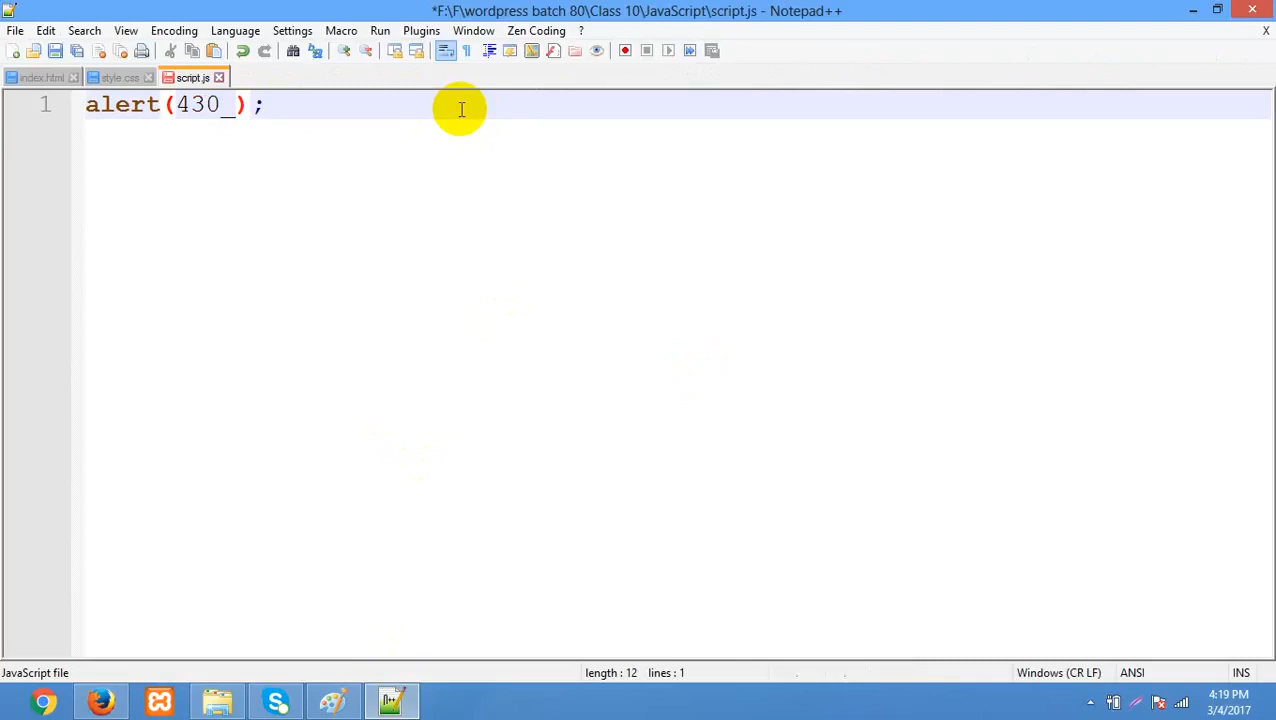 *F:\F\wordpress batch 80\Class 10\JavaScript\script.js - Notepad++
File Edit Search View Encoding Language Settings Macro Run Plugins Window Zen Coding ? X
index.html style.css script.js
1 alert(430_);
JavaScript file length : 12 lines : 1 Windows (CR LF) ANSI INS
4:19 PM
3/4/2017